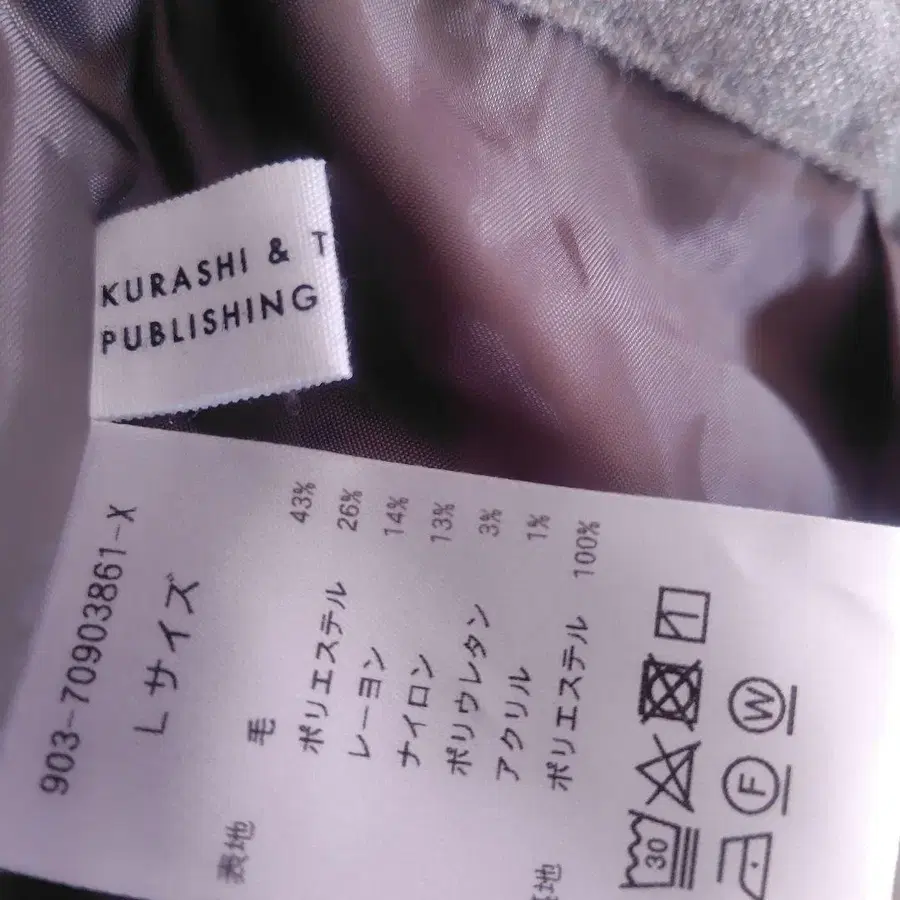 KURASHI & T
PUBLISHING
903-70903861-X
Lサイズ
表地 毛 43%
ポリエステル 26%
レーヨン 14%
ナイロン 13%
ポリウレタン 3%
アクリル 1%
地 ポリエステル 100%
30
F
W